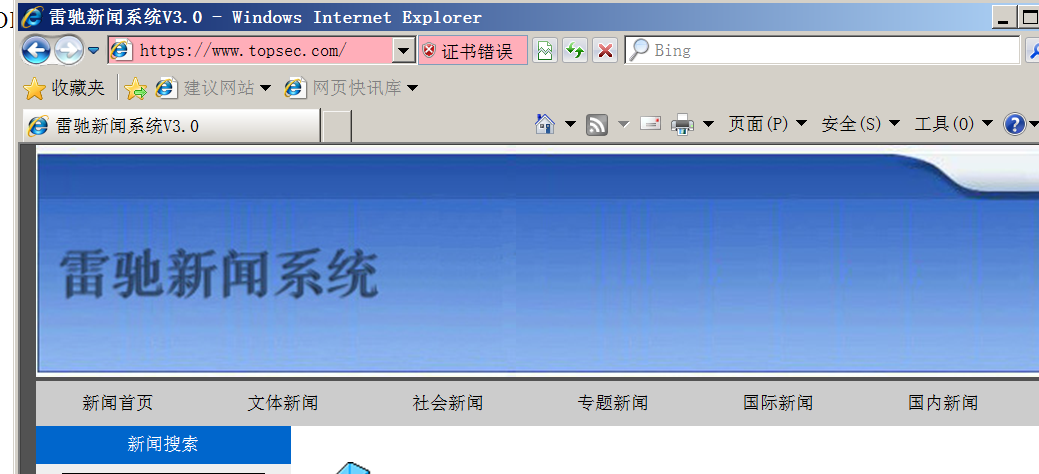 雷驰新闻系统V3.0 - Windows Internet Explorer
https://www.topsec.com/ 证书错误 Bing
收藏夹 建议网站 网页快讯库
雷驰新闻系统V3.0 页面(P) 安全(S) 工具(O)
雷驰新闻系统
新闻首页 文体新闻 社会新闻 专题新闻 国际新闻 国内新闻
新闻搜索